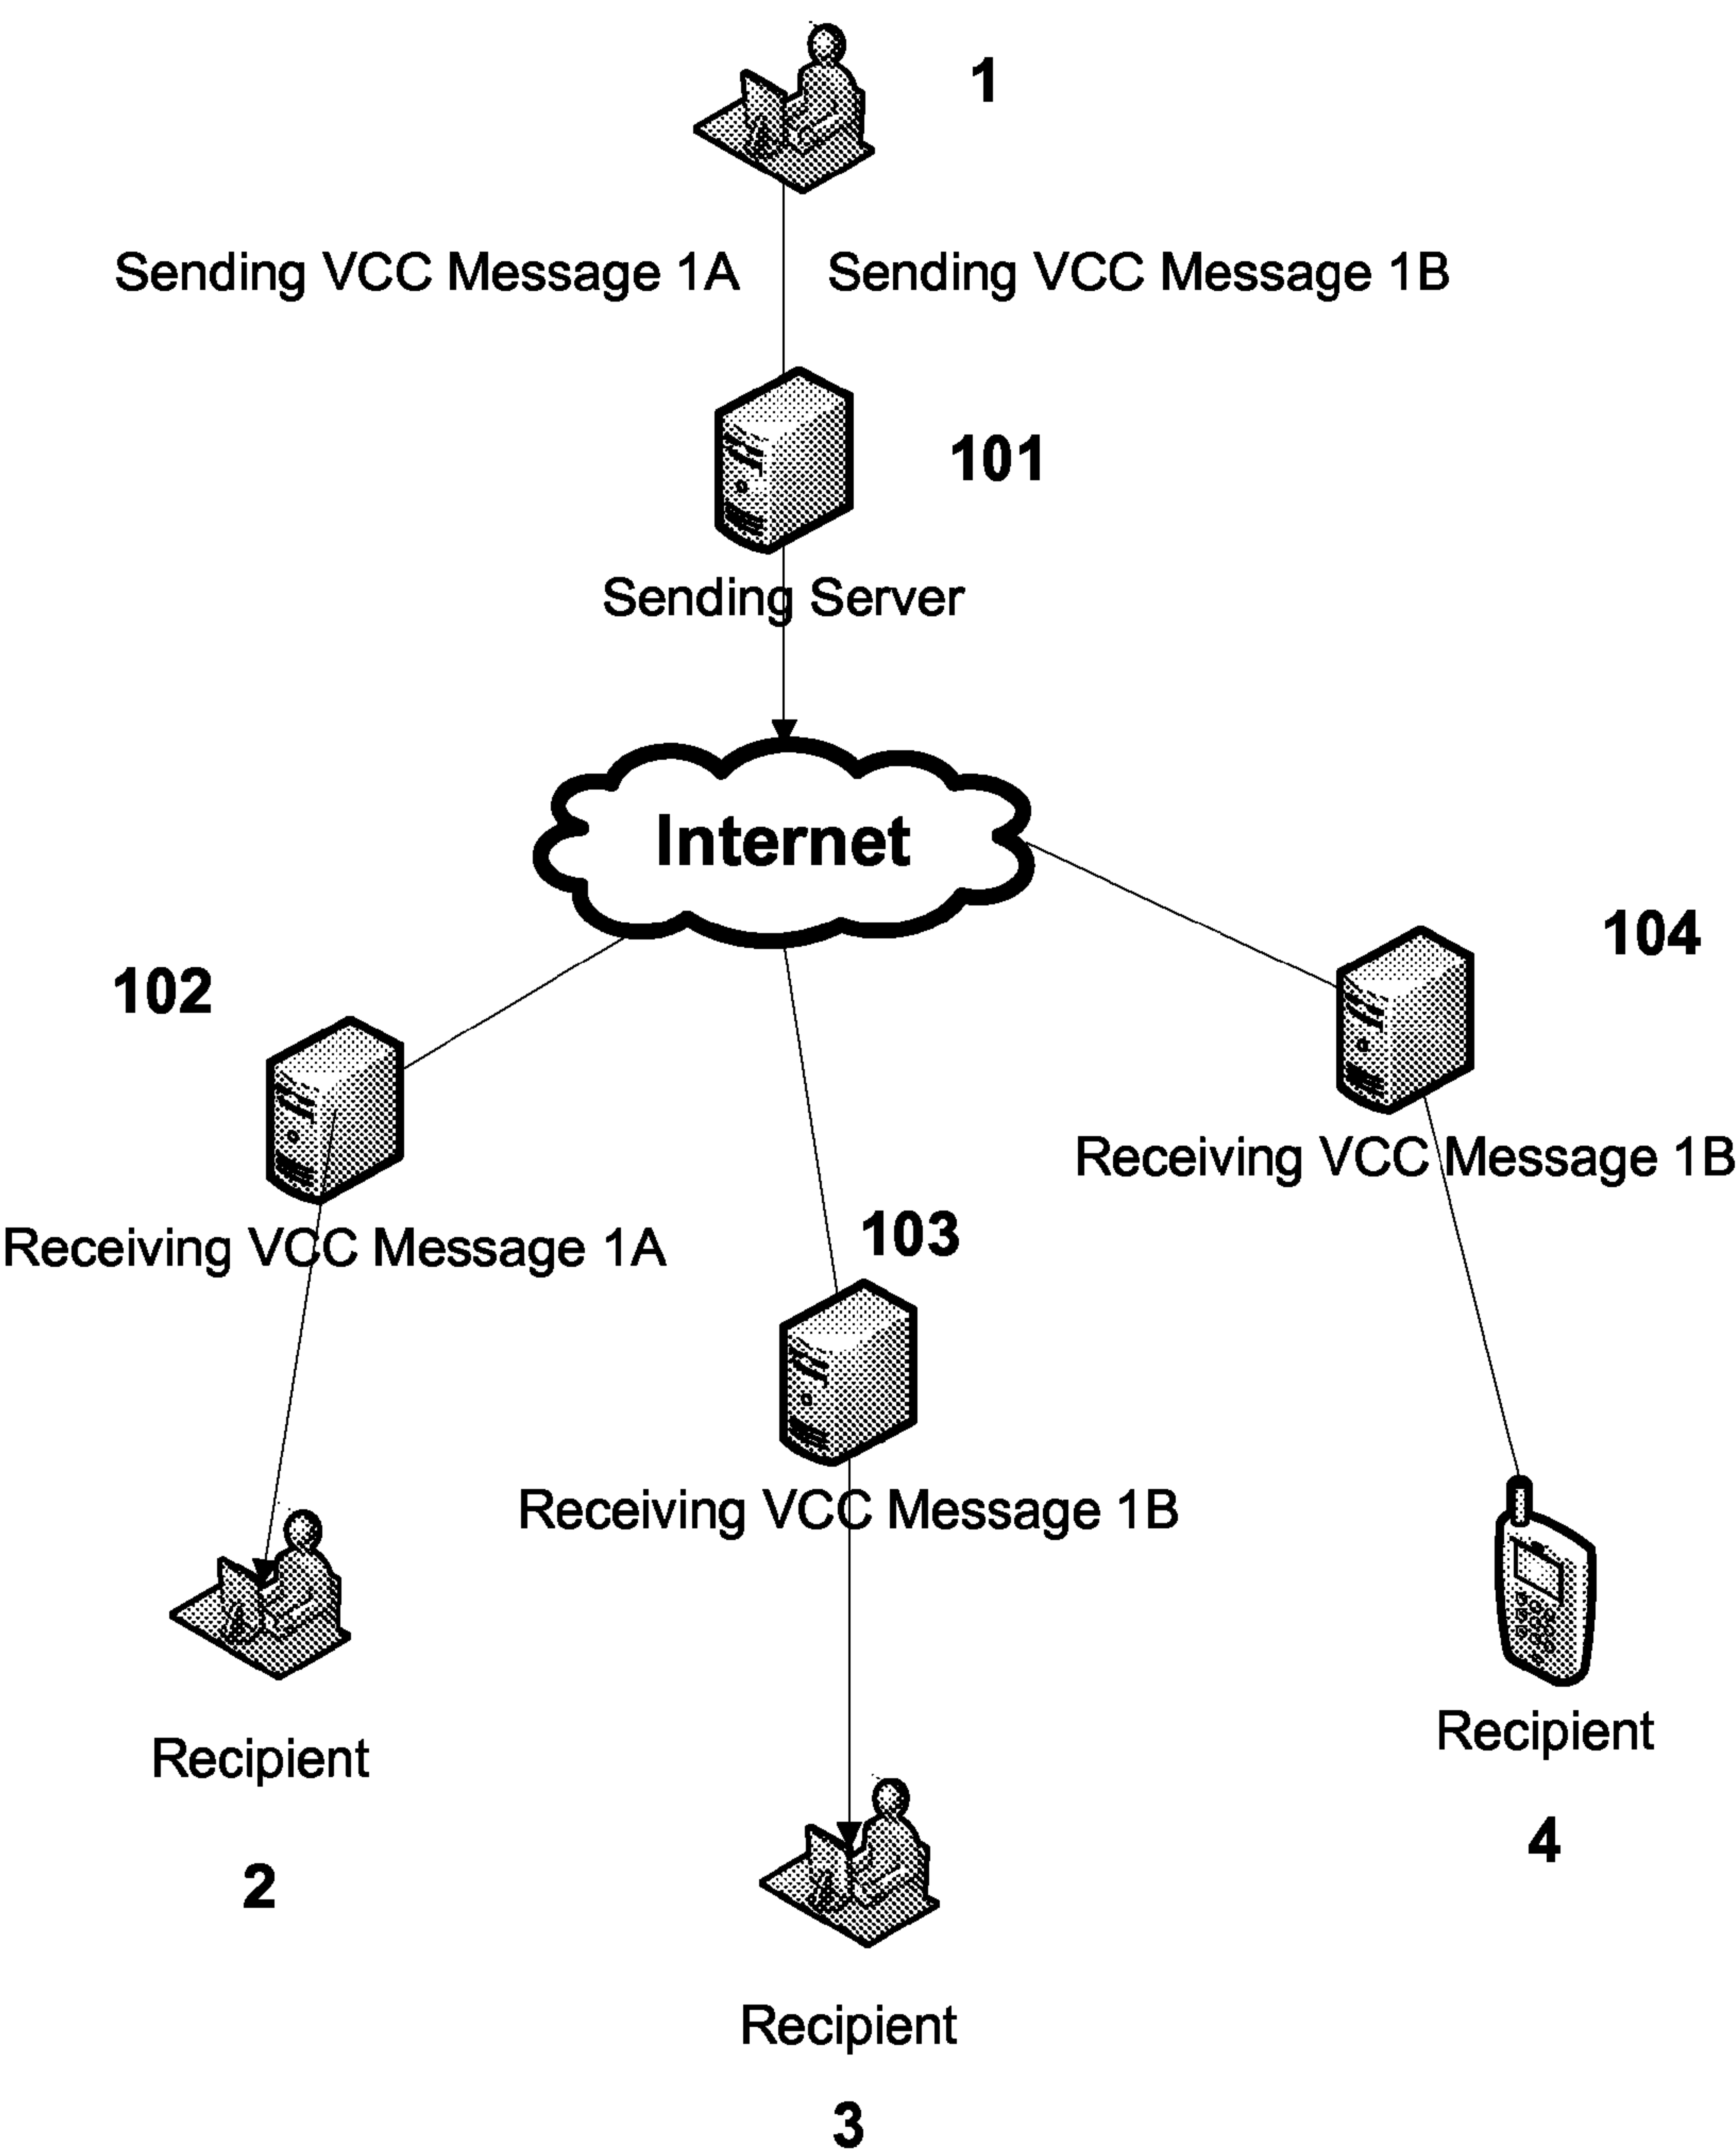 1
Sending VCC Message 1A
Sending VCC Message 1B
101
Sending Server
Internet
104
102
Receiving VCC Message 1B
103
Receiving VCC Message 1A
Receiving VCC Message 1B
Recipient
Recipient
4
2
Recipient
3